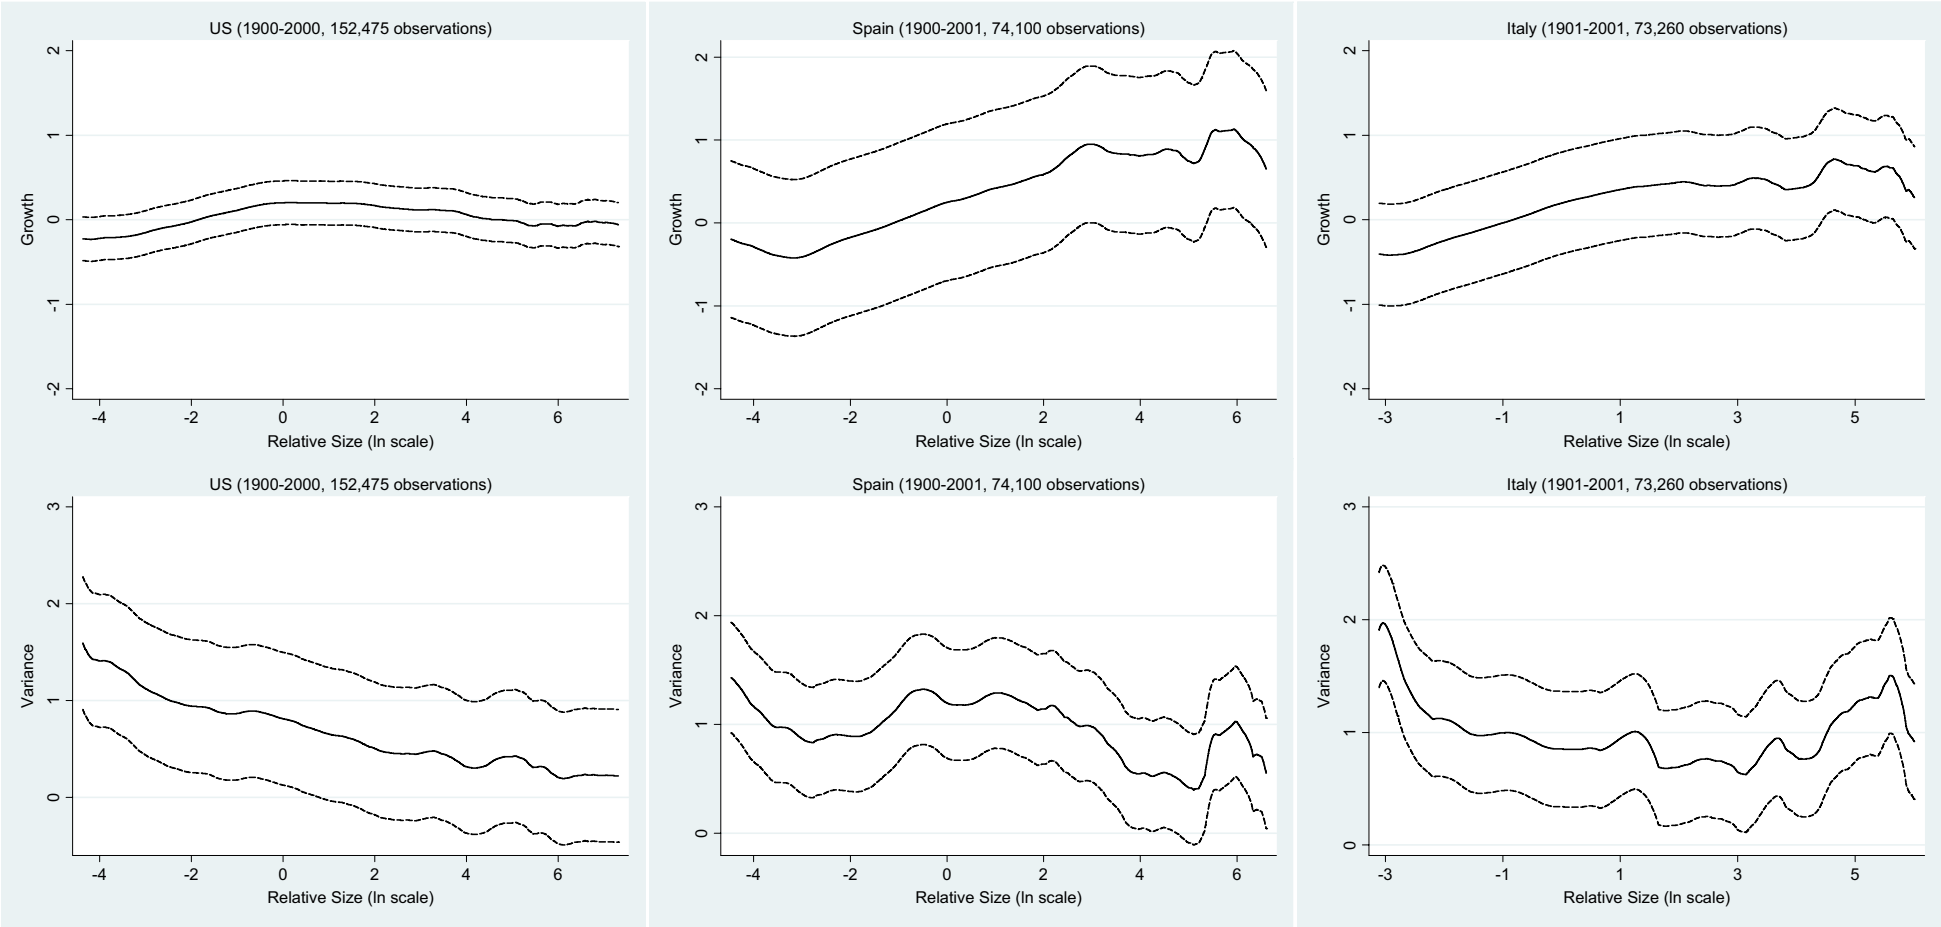 US (1900-2000, 152,475 observations)
Growth
2
1
0
-1
-2
-4 -2 0 2 4 6
Relative Size (ln scale)
Spain (1900-2001, 74,100 observations)
Growth
2
1
0
-1
-2
-4 -2 0 2 4 6
Relative Size (ln scale)
Italy (1901-2001, 73,260 observations)
Growth
2
1
0
-1
-2
-3 -1 1 3 5
Relative Size (ln scale)
US (1900-2000, 152,475 observations)
Variance
3
2
1
0
-4 -2 0 2 4 6
Relative Size (ln scale)
Spain (1900-2001, 74,100 observations)
Variance
3
2
1
0
-4 -2 0 2 4 6
Relative Size (ln scale)
Italy (1901-2001, 73,260 observations)
Variance
3
2
1
0
-3 -1 1 3 5
Relative Size (ln scale)